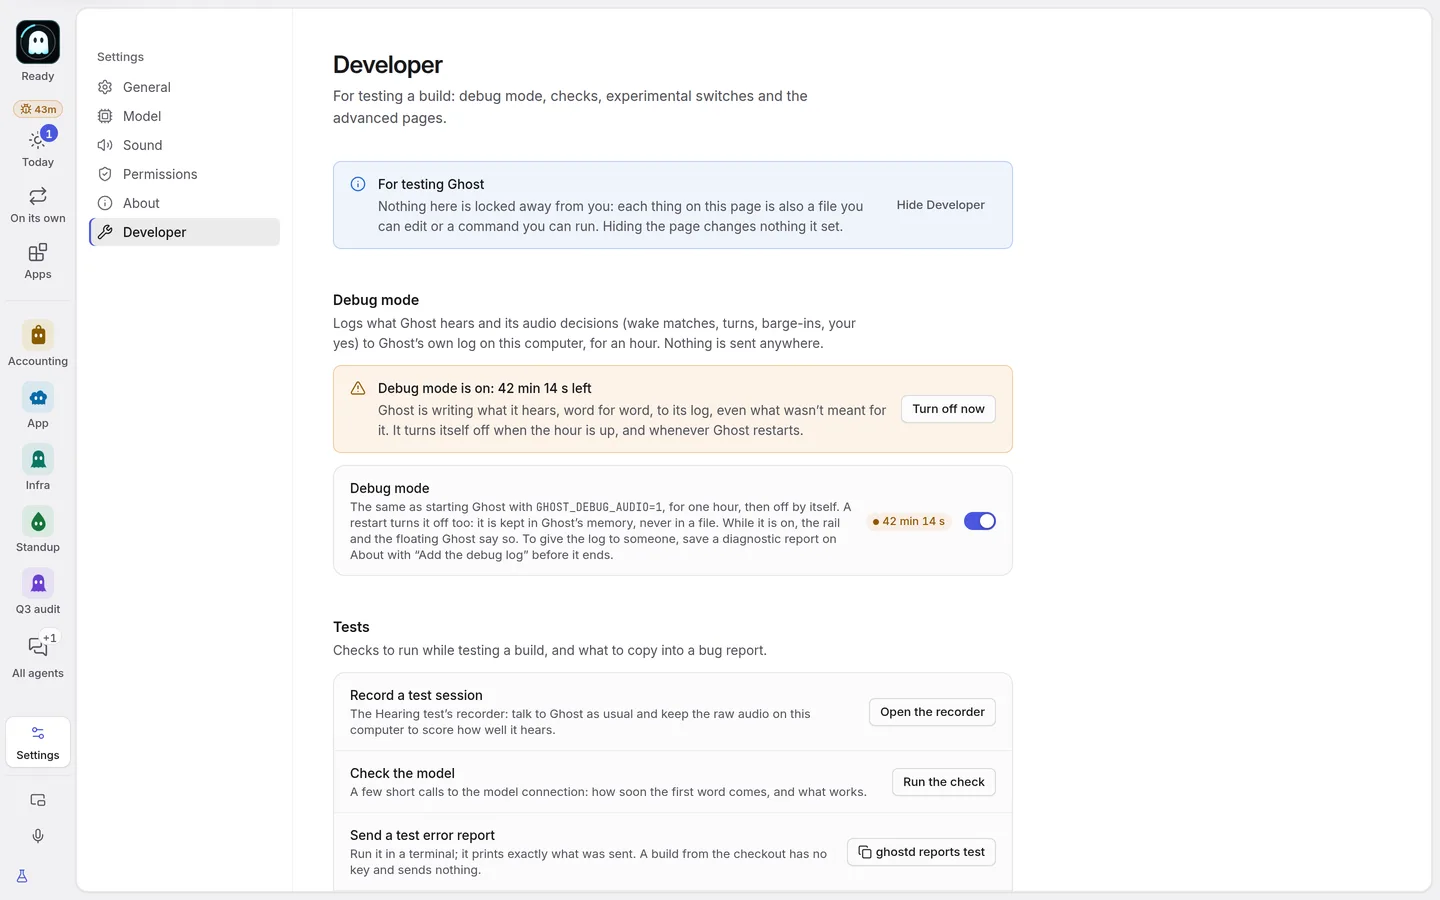 Ready
43m
1
Today
On its own
Apps
Accounting
App
Infra
Standup
Q3 audit
+1
All agents
Settings
Settings
General
Model
Sound
Permissions
About
Developer
Developer
For testing a build: debug mode, checks, experimental switches and the
advanced pages.
For testing Ghost
Nothing here is locked away from you: each thing on this page is also a file you
can edit or a command you can run. Hiding the page changes nothing it set.
Hide Developer
Debug mode
Logs what Ghost hears and its audio decisions (wake matches, turns, barge-ins, your
yes) to Ghost’s own log on this computer, for an hour. Nothing is sent anywhere.
Debug mode is on: 42 min 14 s left
Ghost is writing what it hears, word for word, to its log, even what wasn’t meant for
it. It turns itself off when the hour is up, and whenever Ghost restarts.
Turn off now
Debug mode
The same as starting Ghost with GHOST_DEBUG_AUDIO=1, for one hour, then off by itself. A
restart turns it off too: it is kept in Ghost’s memory, never in a file. While it is on, the rail
and the floating Ghost say so. To give the log to someone, save a diagnostic report on
About with “Add the debug log” before it ends.
42 min 14 s
Tests
Checks to run while testing a build, and what to copy into a bug report.
Record a test session
The Hearing test’s recorder: talk to Ghost as usual and keep the raw audio on this
computer to score how well it hears.
Open the recorder
Check the model
A few short calls to the model connection: how soon the first word comes, and what works.
Run the check
Send a test error report
Run it in a terminal; it prints exactly what was sent. A build from the checkout has no
key and sends nothing.
ghostd reports test